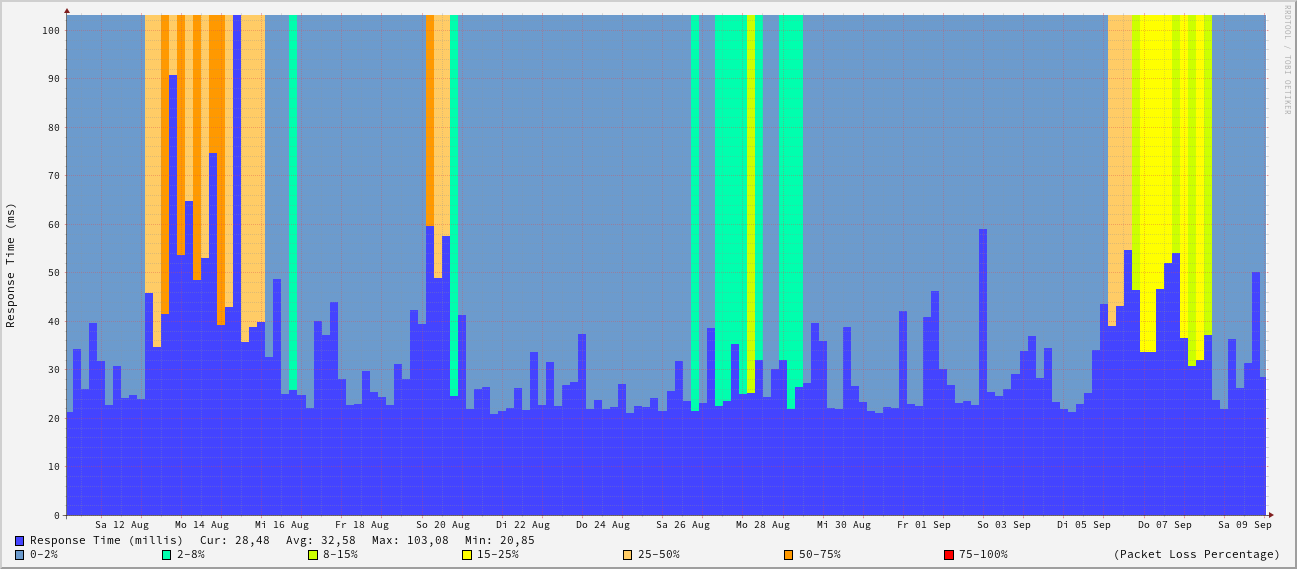 RRDTOOL / TOBI OETIKER
Response Time (ms)
100
90
80
70
60
50
40
30
20
10
0
Sa 12 Aug Mo 14 Aug Mi 16 Aug Fr 18 Aug So 20 Aug Di 22 Aug Do 24 Aug Sa 26 Aug Mo 28 Aug Mi 30 Aug Fr 01 Sep So 03 Sep Di 05 Sep Do 07 Sep Sa 09 Sep
Response Time (millis) Cur: 28,48 Avg: 32,58 Max: 103,08 Min: 20,85
0-2% 2-8% 8-15% 15-25% 25-50% 50-75% 75-100% (Packet Loss Percentage)